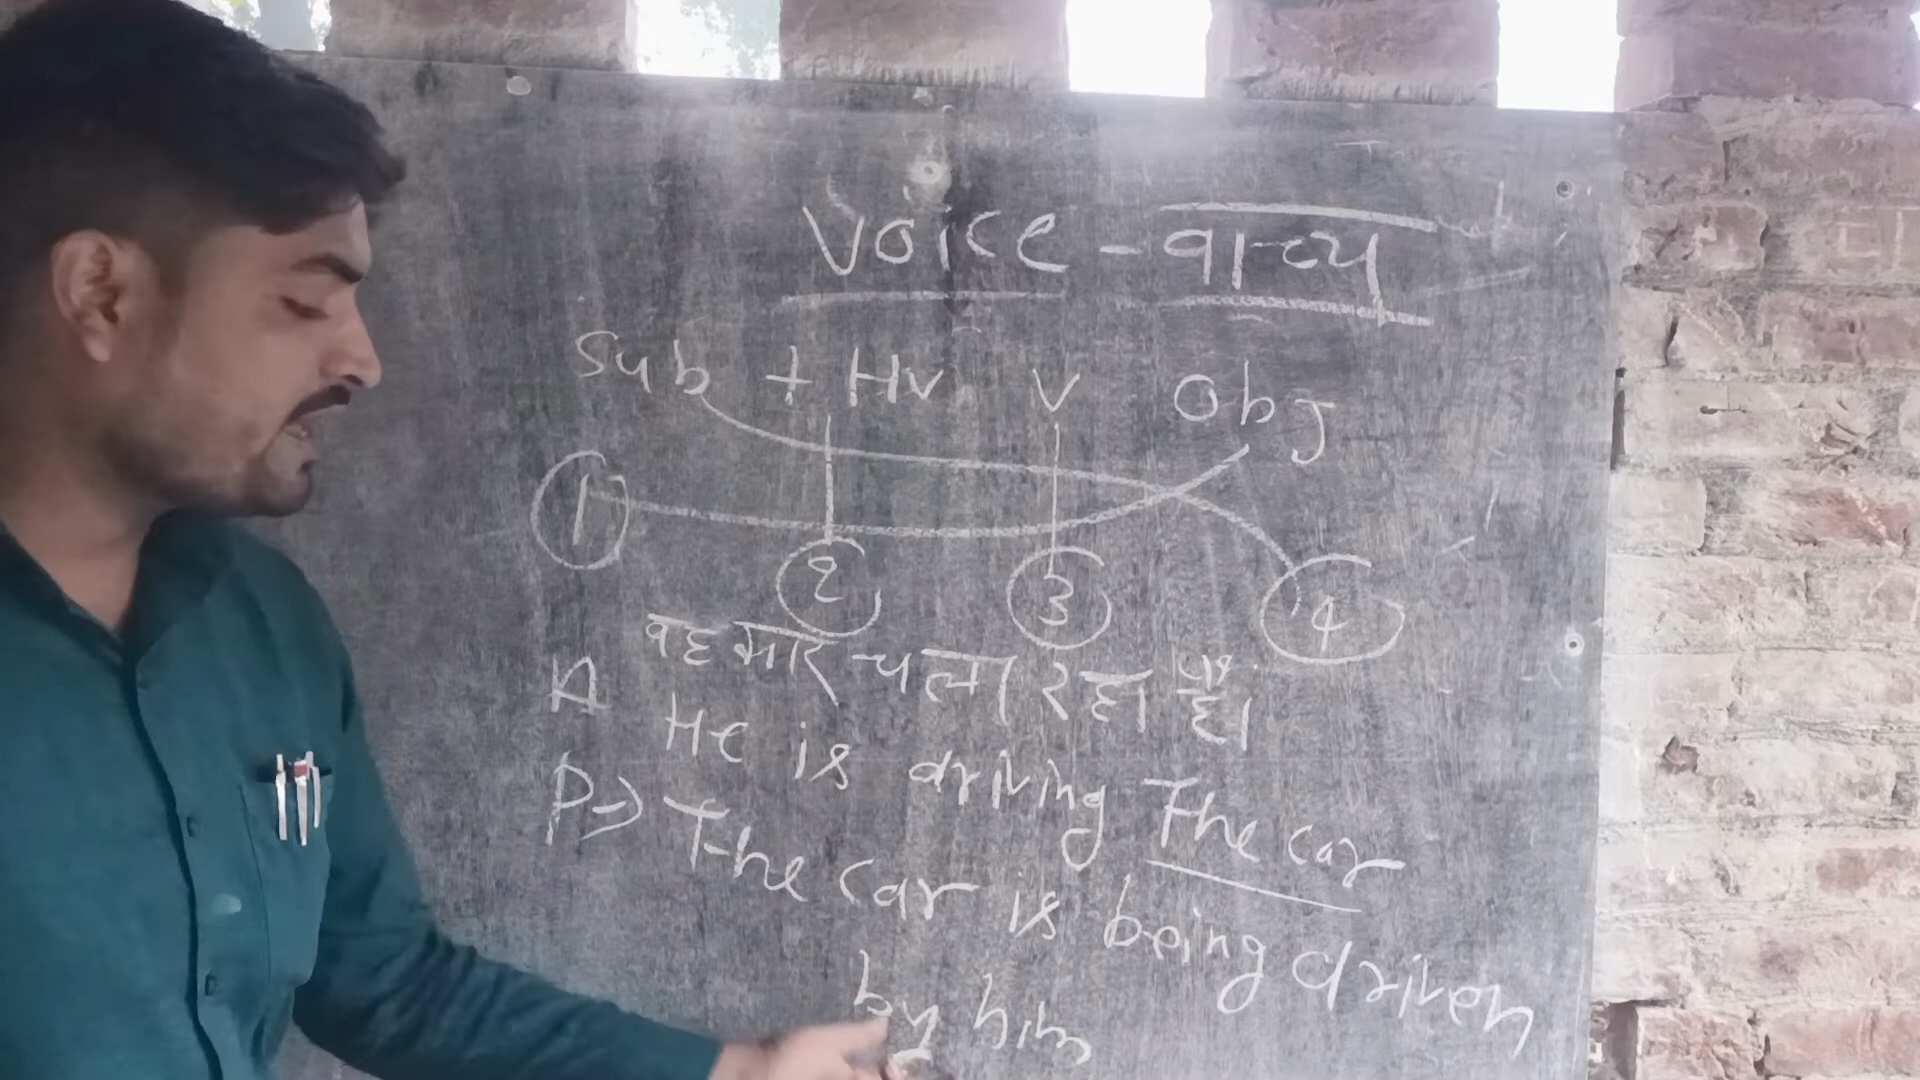 Voice - वाच्य
Sub + Hv V Obj
1 2 3 4
वह कार चला रहा है।
A He is driving The car
P→ The car is being driven
by him